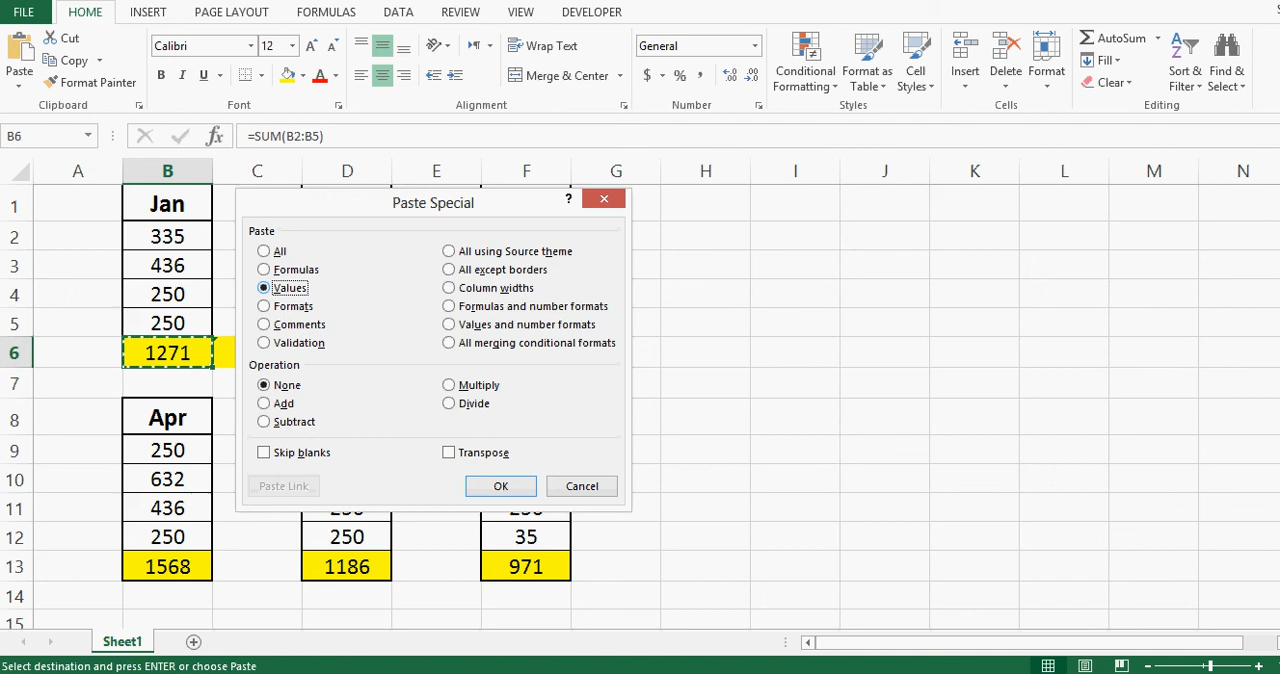 FILE HOME INSERT PAGE LAYOUT FORMULAS DATA REVIEW VIEW DEVELOPER
Paste
Cut
Copy
Format Painter
Clipboard
Calibri 12
A A
B I U A
Font
Wrap Text
Merge & Center
Alignment
General
$ % ,
Number
Conditional Formatting
Format as Table
Cell Styles
Styles
Insert Delete Format
Cells
AutoSum
Fill
Clear
Sort & Filter
Find & Select
Editing
B6 fx =SUM(B2:B5)
A B C D E F G H I J K L M N
1 Jan
2 335
3 436
4 250
5 250
6 1271
7
8 Apr
9 250
10 632
11 436
12 250 250 35
13 1568 1186 971
14
15
Paste Special ?
Paste
All
Formulas
Values
Formats
Comments
Validation
All using Source theme
All except borders
Column widths
Formulas and number formats
Values and number formats
All merging conditional formats
Operation
None
Add
Subtract
Multiply
Divide
Skip blanks
Transpose
Paste Link...
OK
Cancel
Sheet1
Select destination and press ENTER or choose Paste